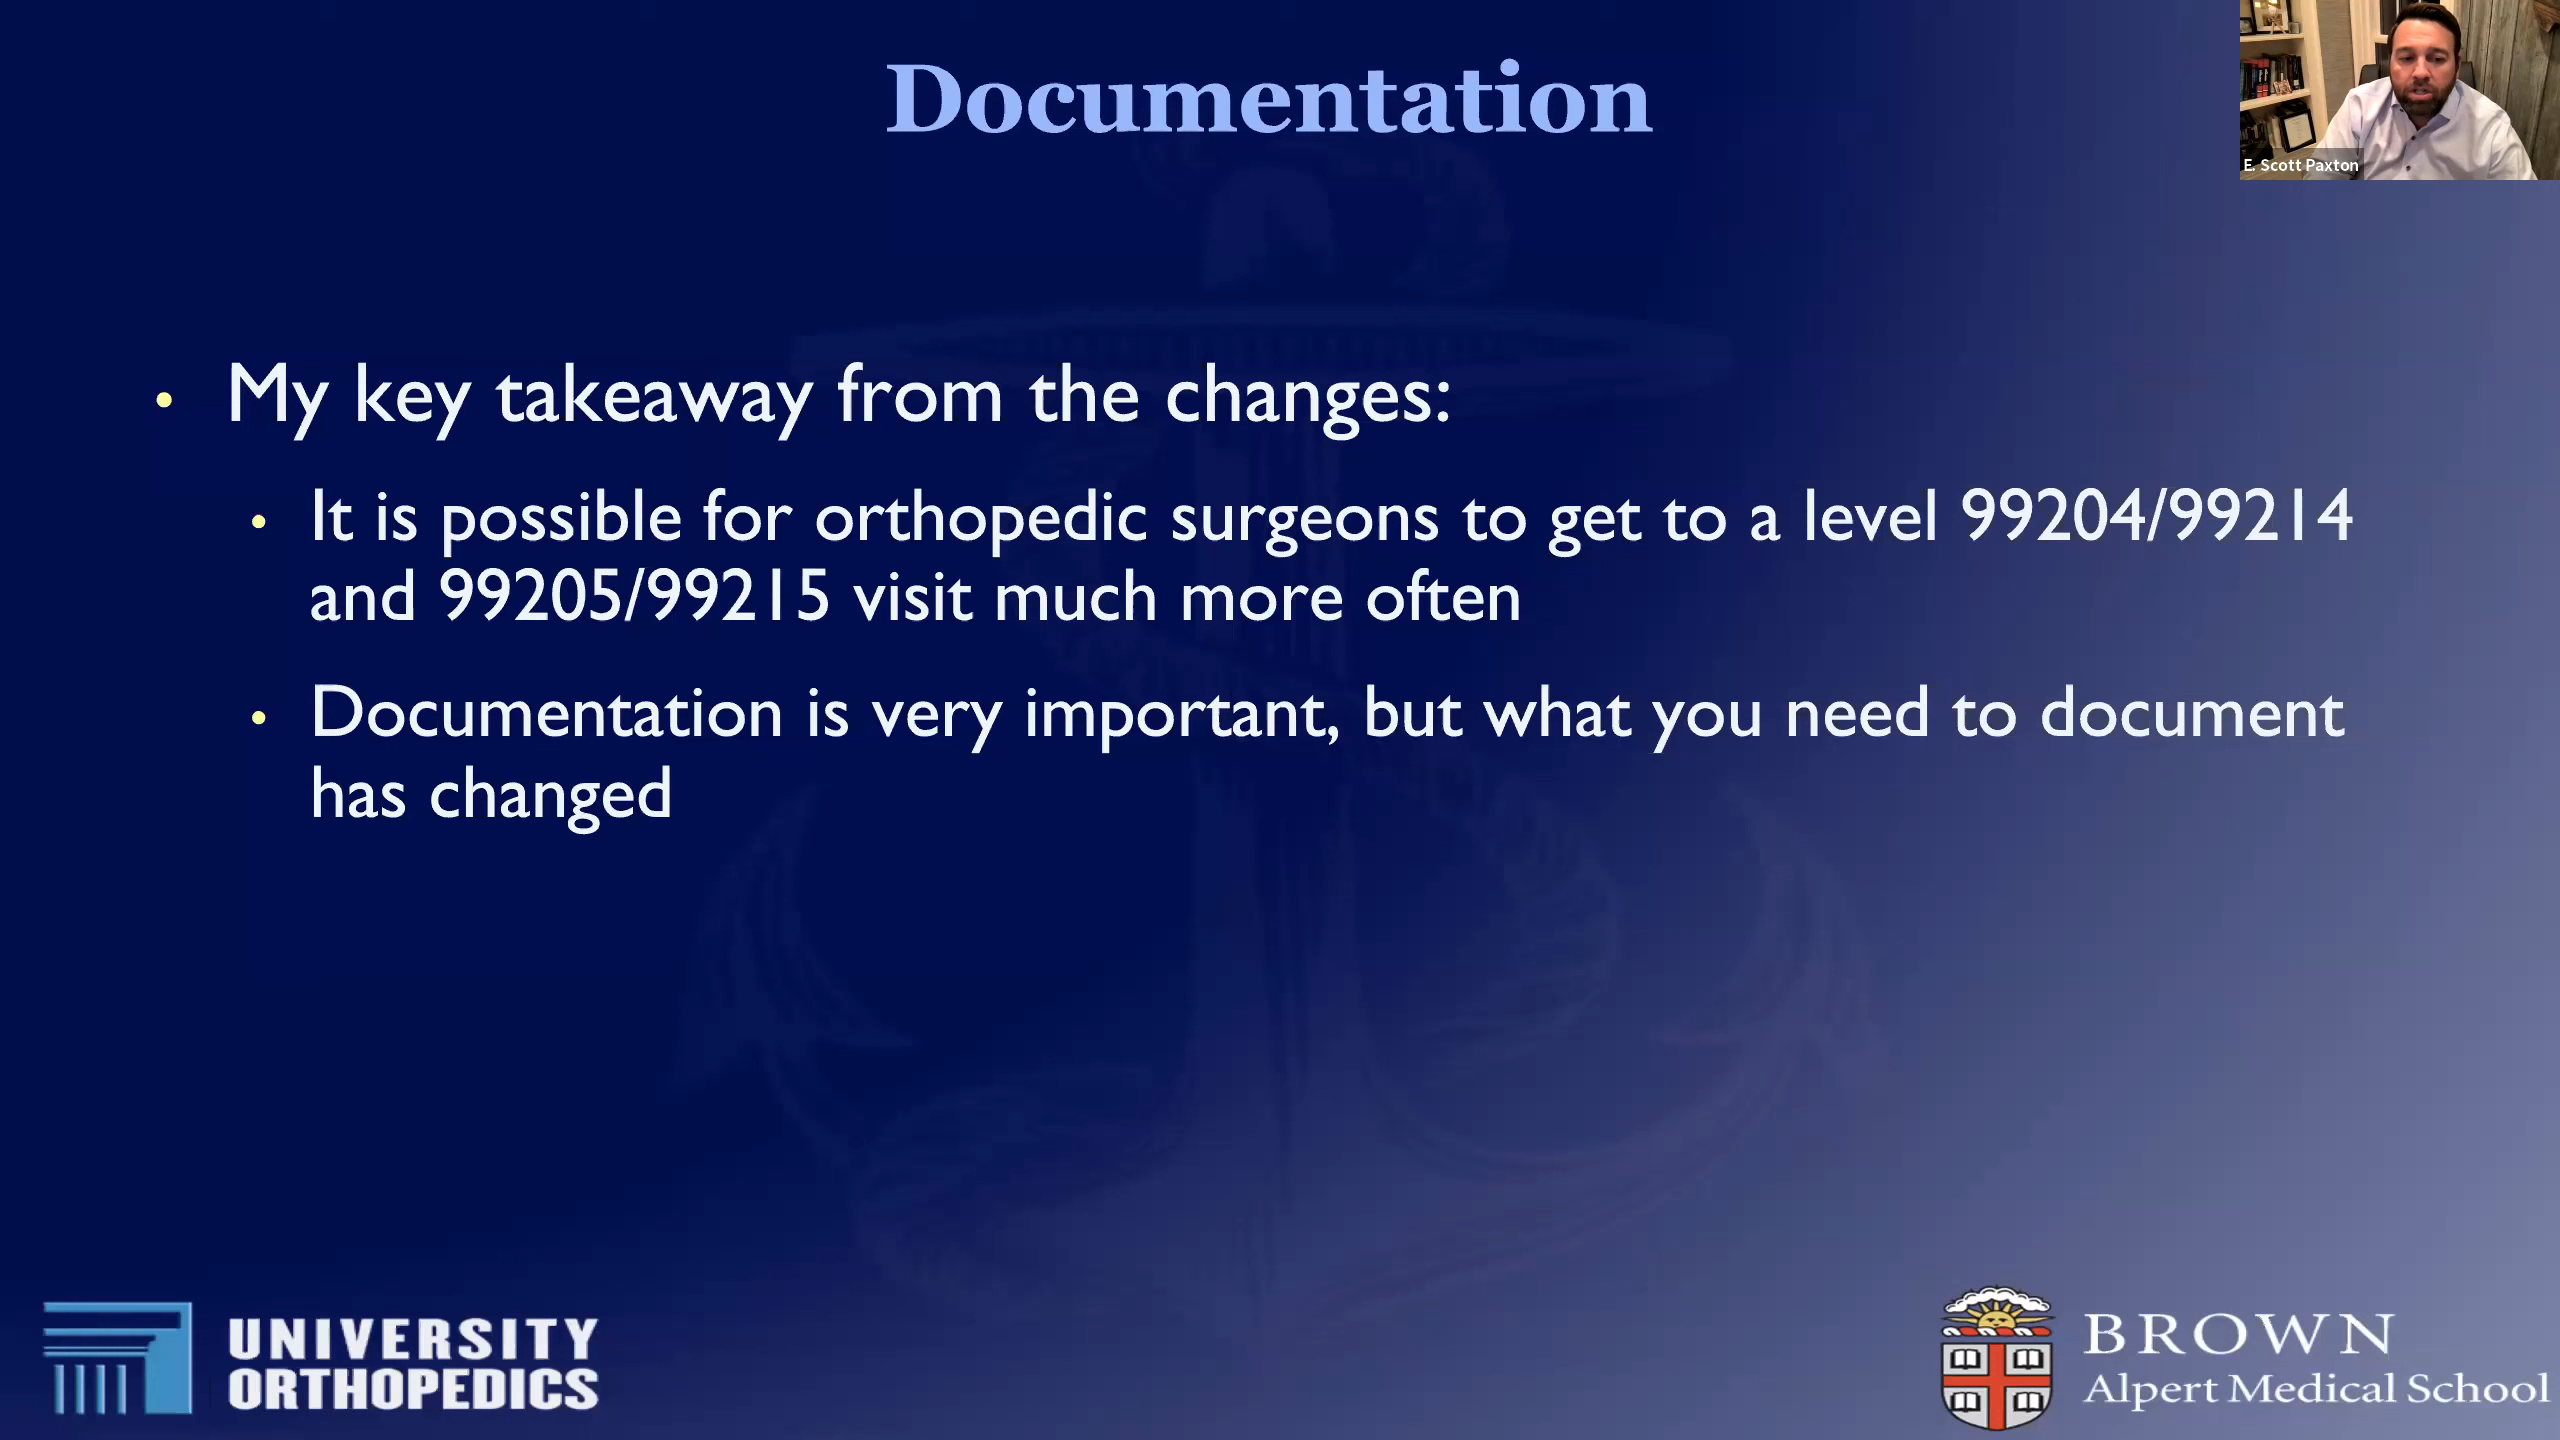 Documentation
E. Scott Paxton
• My key takeaway from the changes:
• It is possible for orthopedic surgeons to get to a level 99204/99214
and 99205/99215 visit much more often
• Documentation is very important, but what you need to document
has changed
UNIVERSITY
ORTHOPEDICS
BROWN
Alpert Medical School